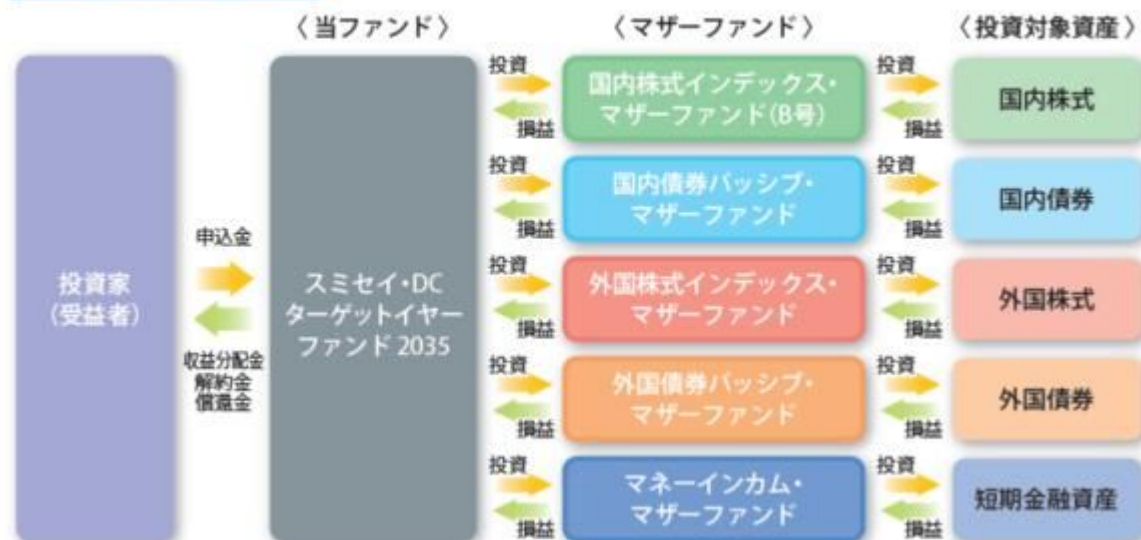 〈当ファンド〉
〈マザーファンド〉
〈投資対象資産〉
投資家
(受益者)
申込金
収益分配金
解約金
償還金
スミセイ・DC
ターゲットイヤー
ファンド 2035
投資
損益
国内株式インデックス・
マザーファンド(B号)
投資
損益
国内株式
投資
損益
国内債券パッシブ・
マザーファンド
投資
損益
国内債券
投資
損益
外国株式インデックス・
マザーファンド
投資
損益
外国株式
投資
損益
外国債券パッシブ・
マザーファンド
投資
損益
外国債券
投資
損益
マネーインカム・
マザーファンド
投資
損益
短期金融資産